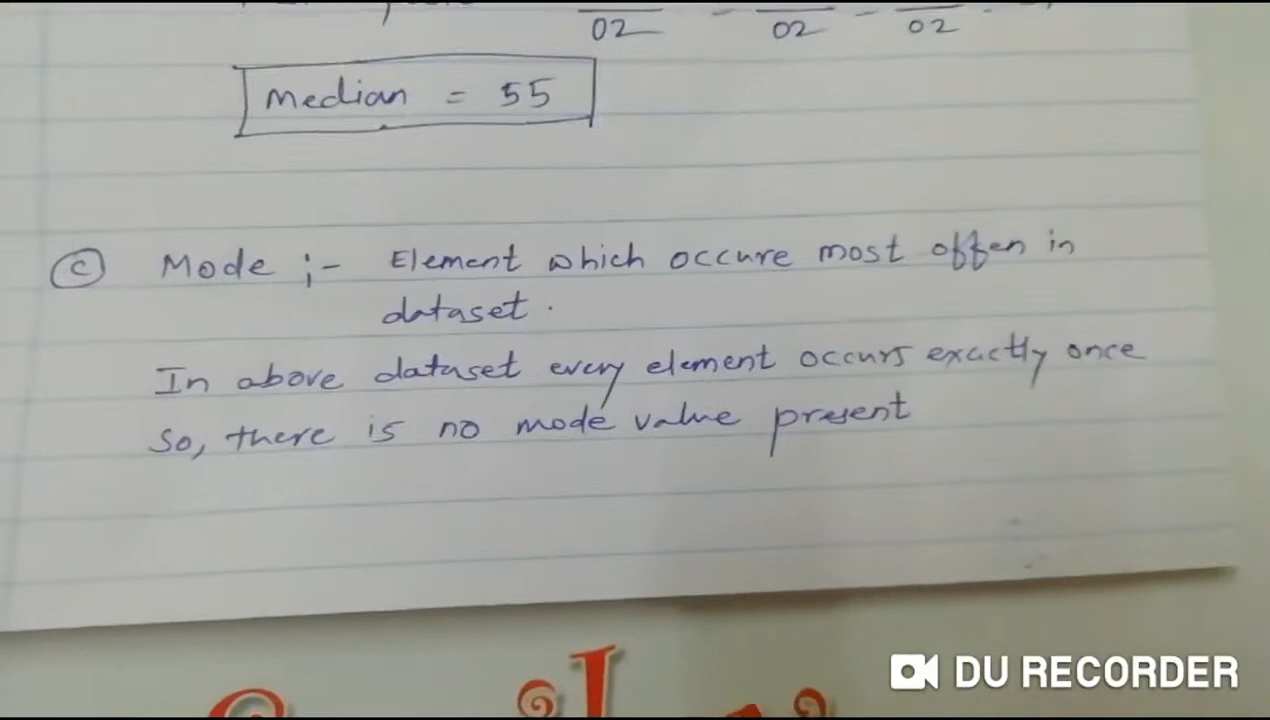 02 - 02 - 02
Median = 55
(C) Mode ;- Element which occure most offen in
dataset.
In above dataset every element occurs exactly once
so, there is no mode value present
DU RECORDER